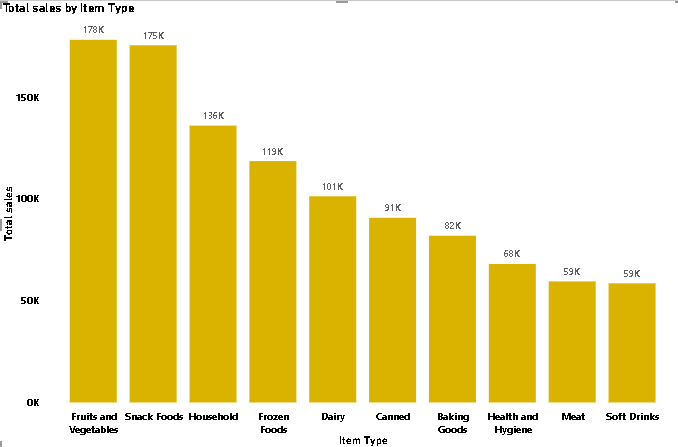 Total sales by Item Type
178K
175K
136K
119K
101K
91K
82K
68K
59K
59K
150K
100K
50K
0K
Total sales
Fruits and Vegetables
Snack Foods
Household
Frozen Foods
Dairy
Canned
Baking Goods
Health and Hygiene
Meat
Soft Drinks
Item Type